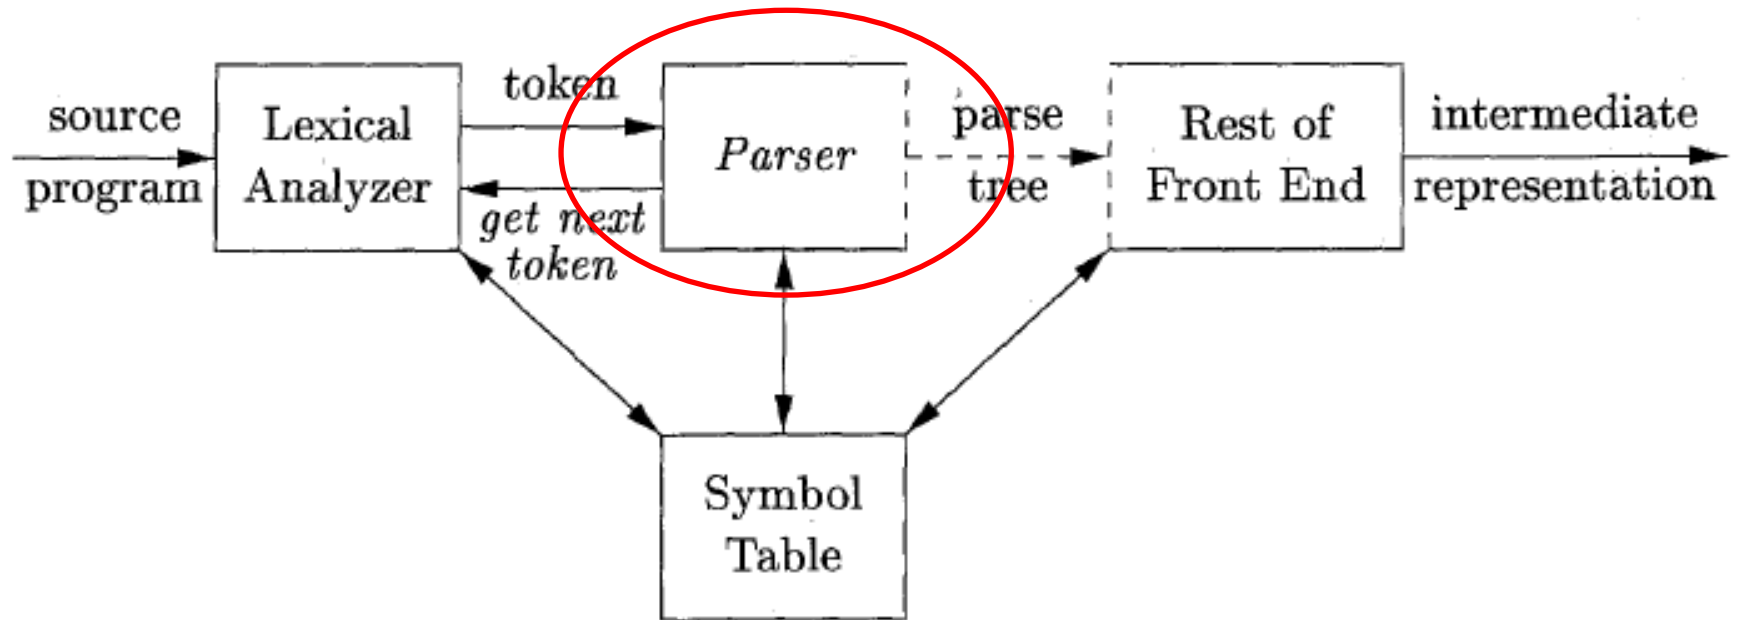 source
program
Lexical
Analyzer
token
get next
token
Parser
parse
tree
Rest of
Front End
intermediate
representation
Symbol
Table